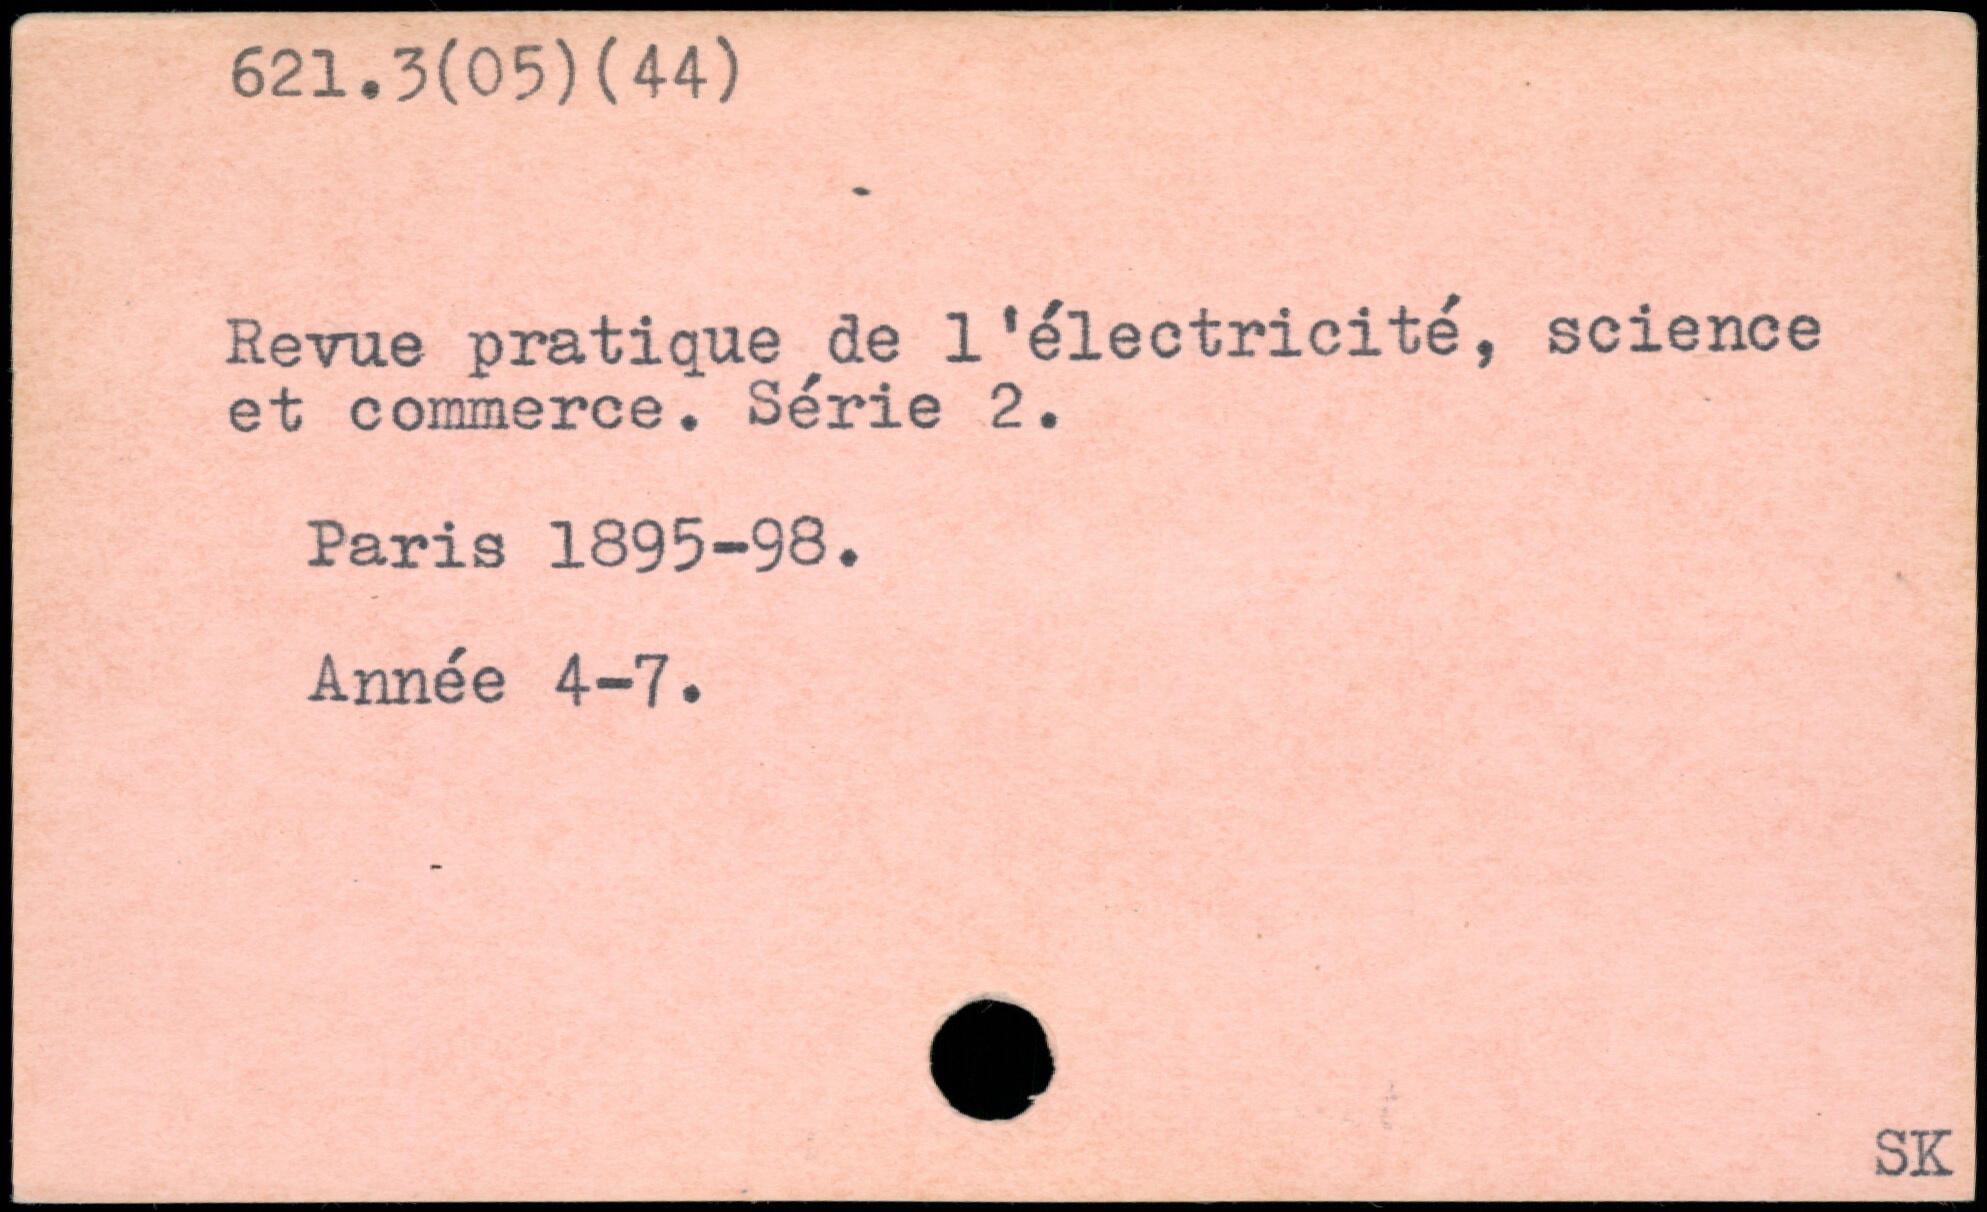 621.3(05)(44)
Revue pratique de l'électricité, science
et commerce. Série 2.
Paris 1895-98.
Année 4-7.
SK